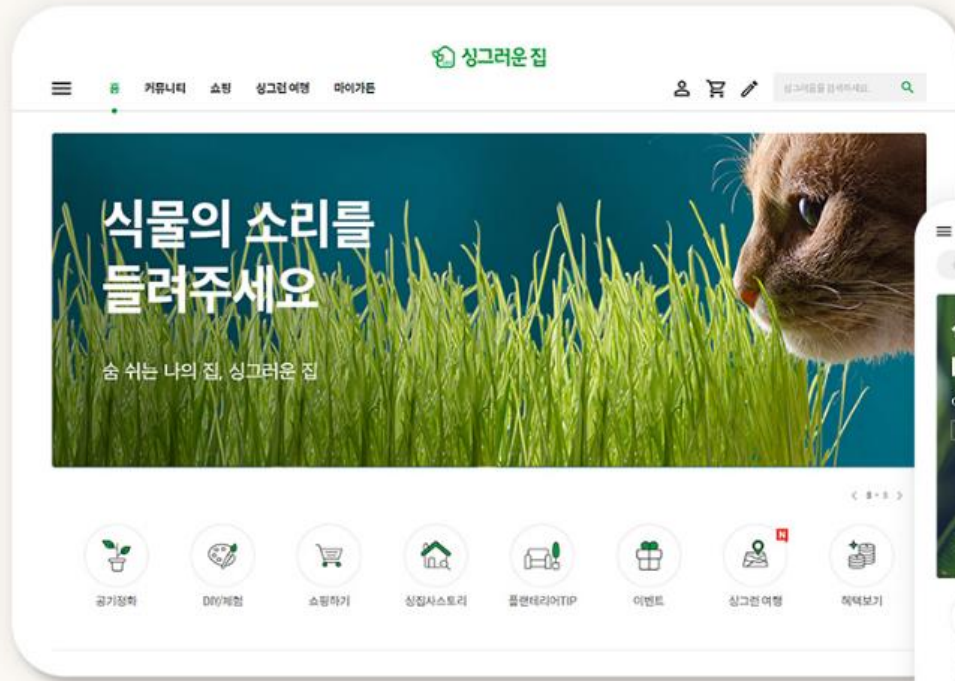 싱그러운 집
홈 커뮤니티 쇼핑 싱그런 여행 마이가든
식물의 소리를
들려주세요
숨 쉬는 나의 집, 싱그러운 집
N
공기정화 DIY/체험 쇼핑하기 싱집사스토리 플랜테리어TIP 이벤트 싱그런 여행 혜택보기